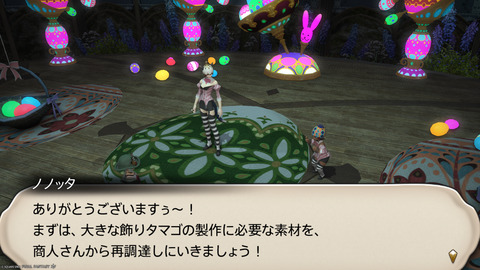 ノノッタ
ありがとうございますぅ～！
まずは、大きな飾りタマゴの製作に必要な素材を、
商人さんから再調達しにいきましょう！